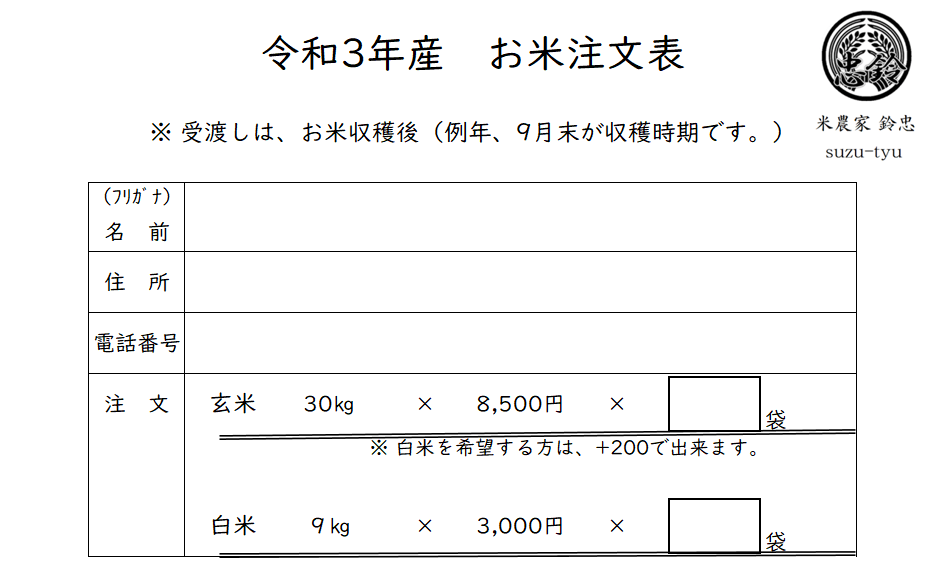 令和3年産　お米注文表
※ 受渡しは、お米収穫後（例年、9月末が収穫時期です。）
忠鈴
米農家 鈴忠
suzu-tyu
（ﾌﾘｶﾞﾅ）
名　前
住　所
電話番号
注　文
玄米　30kg　×　8,500円　×　袋
※ 白米を希望する方は、+200で出来ます。
白米　9kg　×　3,000円　×　袋